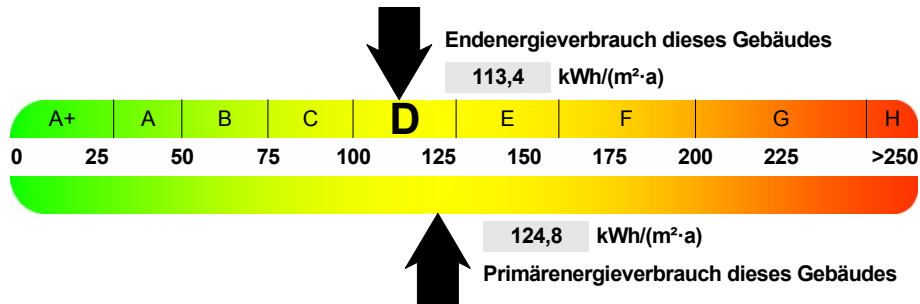 Endenergieverbrauch dieses Gebäudes
113,4 kWh/(m²·a)
A+ A B C D E F G H
0 25 50 75 100 125 150 175 200 225 >250
124,8 kWh/(m²·a)
Primärenergieverbrauch dieses Gebäudes